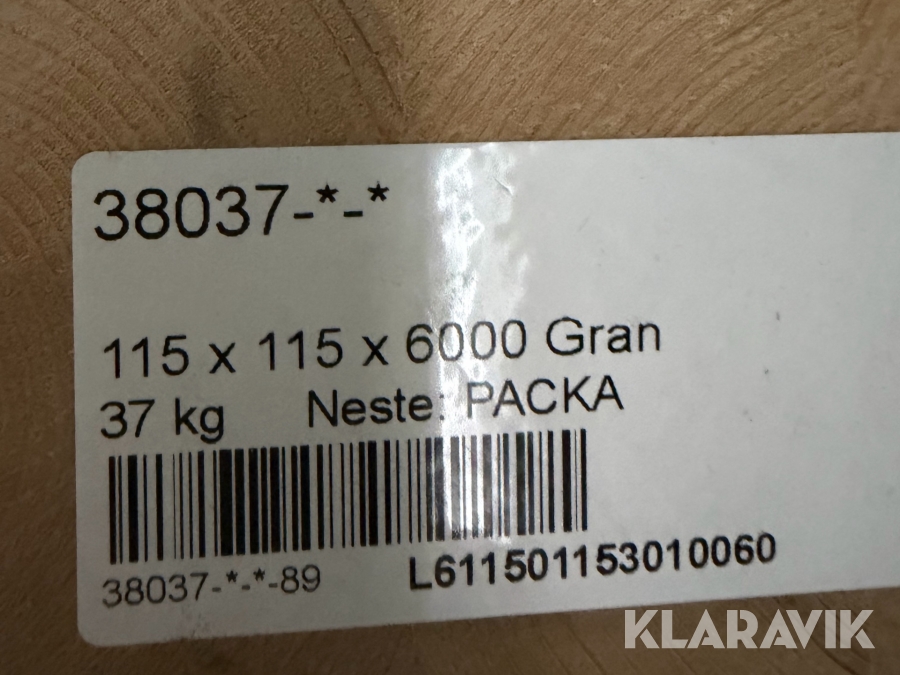 38037-*-*
115 x 115 x 6000 Gran
37 kg Neste: PACKA
38037-*-*-89 L611501153010060
KLARAVIK